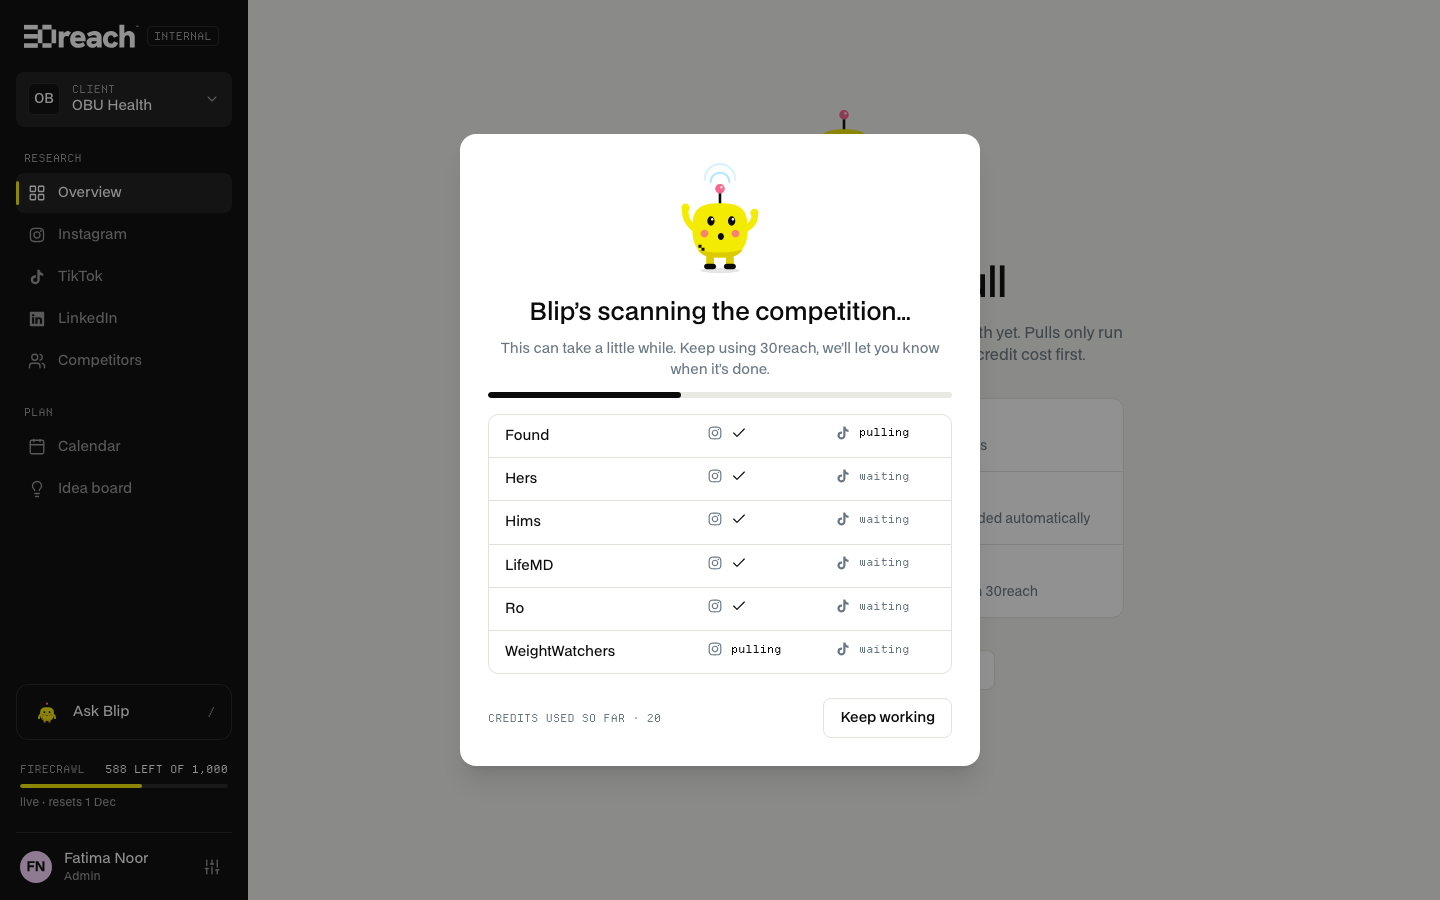 30reach INTERNAL
OB
CLIENT
OBU Health
RESEARCH
Overview
Instagram
TikTok
LinkedIn
Competitors
PLAN
Calendar
Idea board
Ask Blip /
FIRECRAWL 588 LEFT OF 1,000
live · resets 1 Dec
FN
Fatima Noor
Admin
Blip's scanning the competition...
This can take a little while. Keep using 30reach, we'll let you know
when it's done.
Found pulling
Hers waiting
Hims waiting
LifeMD waiting
Ro waiting
WeightWatchers pulling waiting
CREDITS USED SO FAR · 20
Keep working
yet. Pulls only run
credit cost first.
automatically
30reach